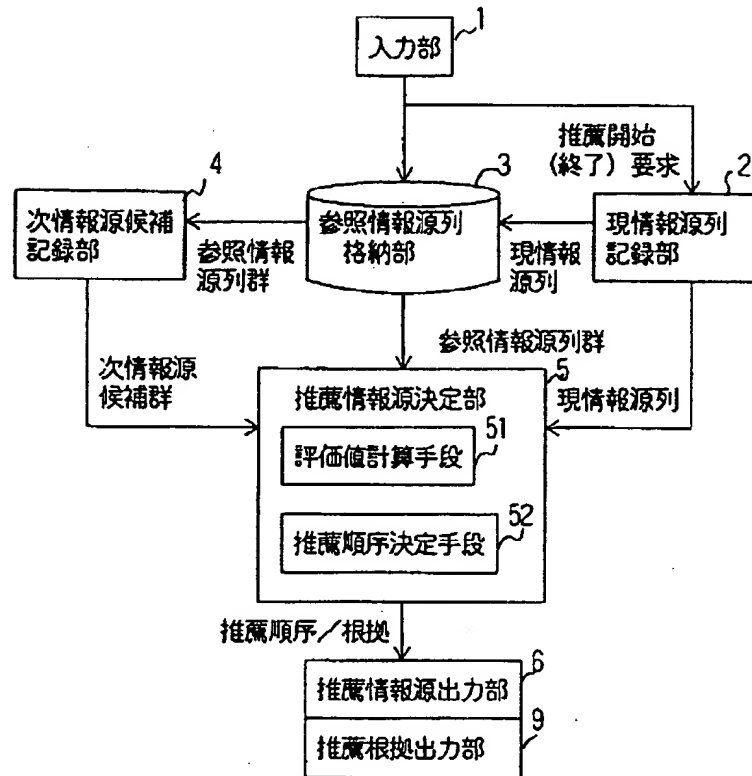 1
入力部
推薦開始
(終了)要求
4
3
2
次情報源候補
記録部
参照情報源列
格納部
現情報源列
記録部
参照情報
源列群
現情報
源列
次情報源
候補群
参照情報源列群
現情報源列
5
推薦情報源決定部
51
評価値計算手段
52
推薦順序決定手段
推薦順序/根拠
6
推薦情報源出力部
9
推薦根拠出力部